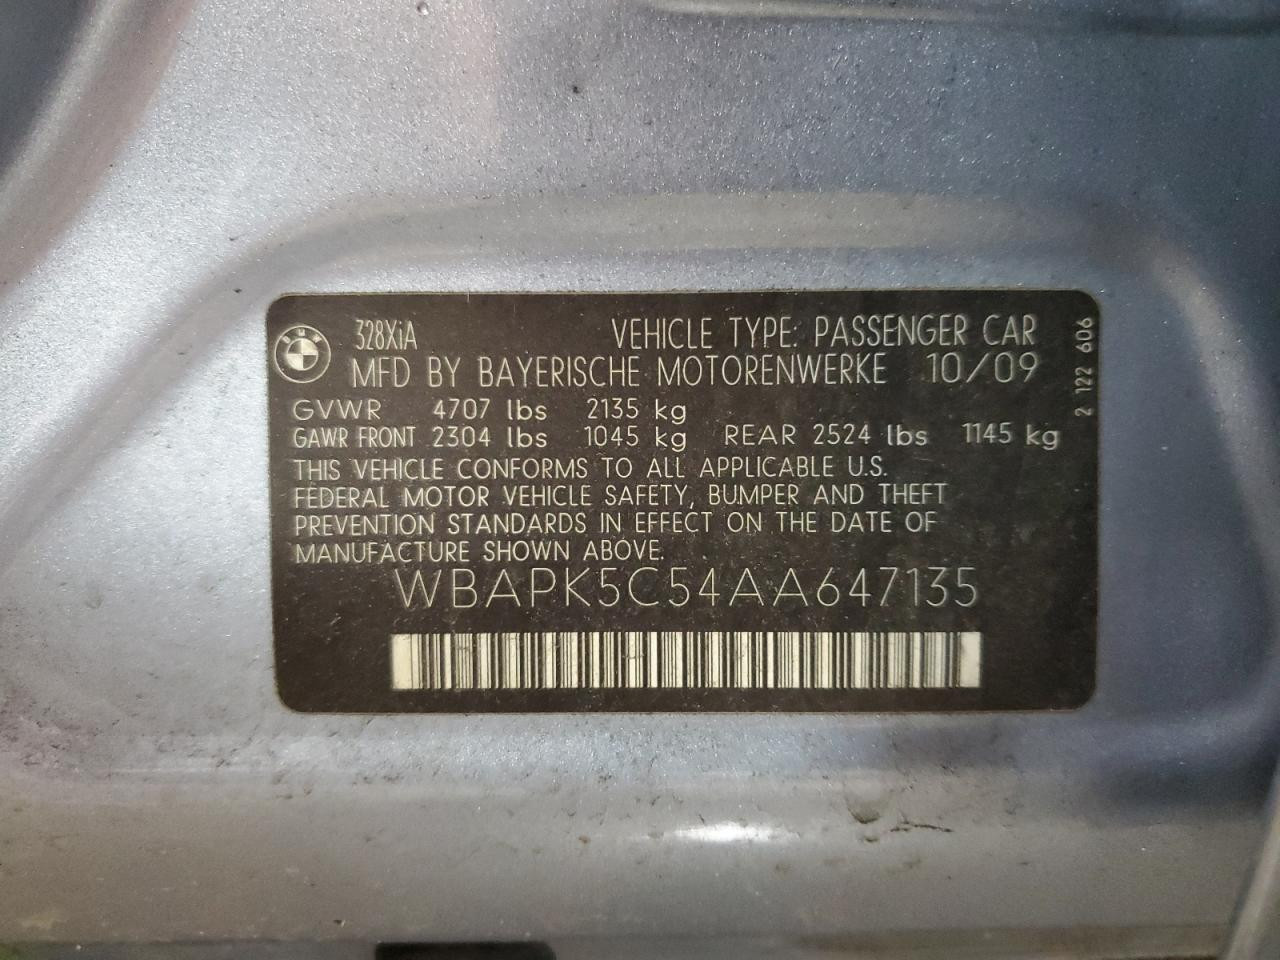 328XiA VEHICLE TYPE: PASSENGER CAR
MFD BY BAYERISCHE MOTORENWERKE 10/09
GVWR 4707 lbs 2135 kg
GAWR FRONT 2304 lbs 1045 kg REAR 2524 lbs 1145 kg
THIS VEHICLE CONFORMS TO ALL APPLICABLE U.S.
FEDERAL MOTOR VEHICLE SAFETY, BUMPER AND THEFT
PREVENTION STANDARDS IN EFFECT ON THE DATE OF
MANUFACTURE SHOWN ABOVE.
WBAPK5C54AA647135
2 122 606